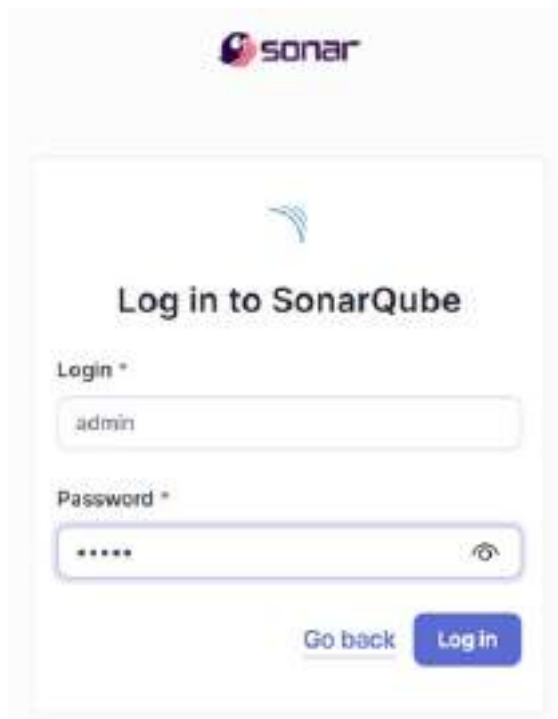 sonar
Log in to SonarQube
Login *
admin
Password *
•••••
Go back Log in